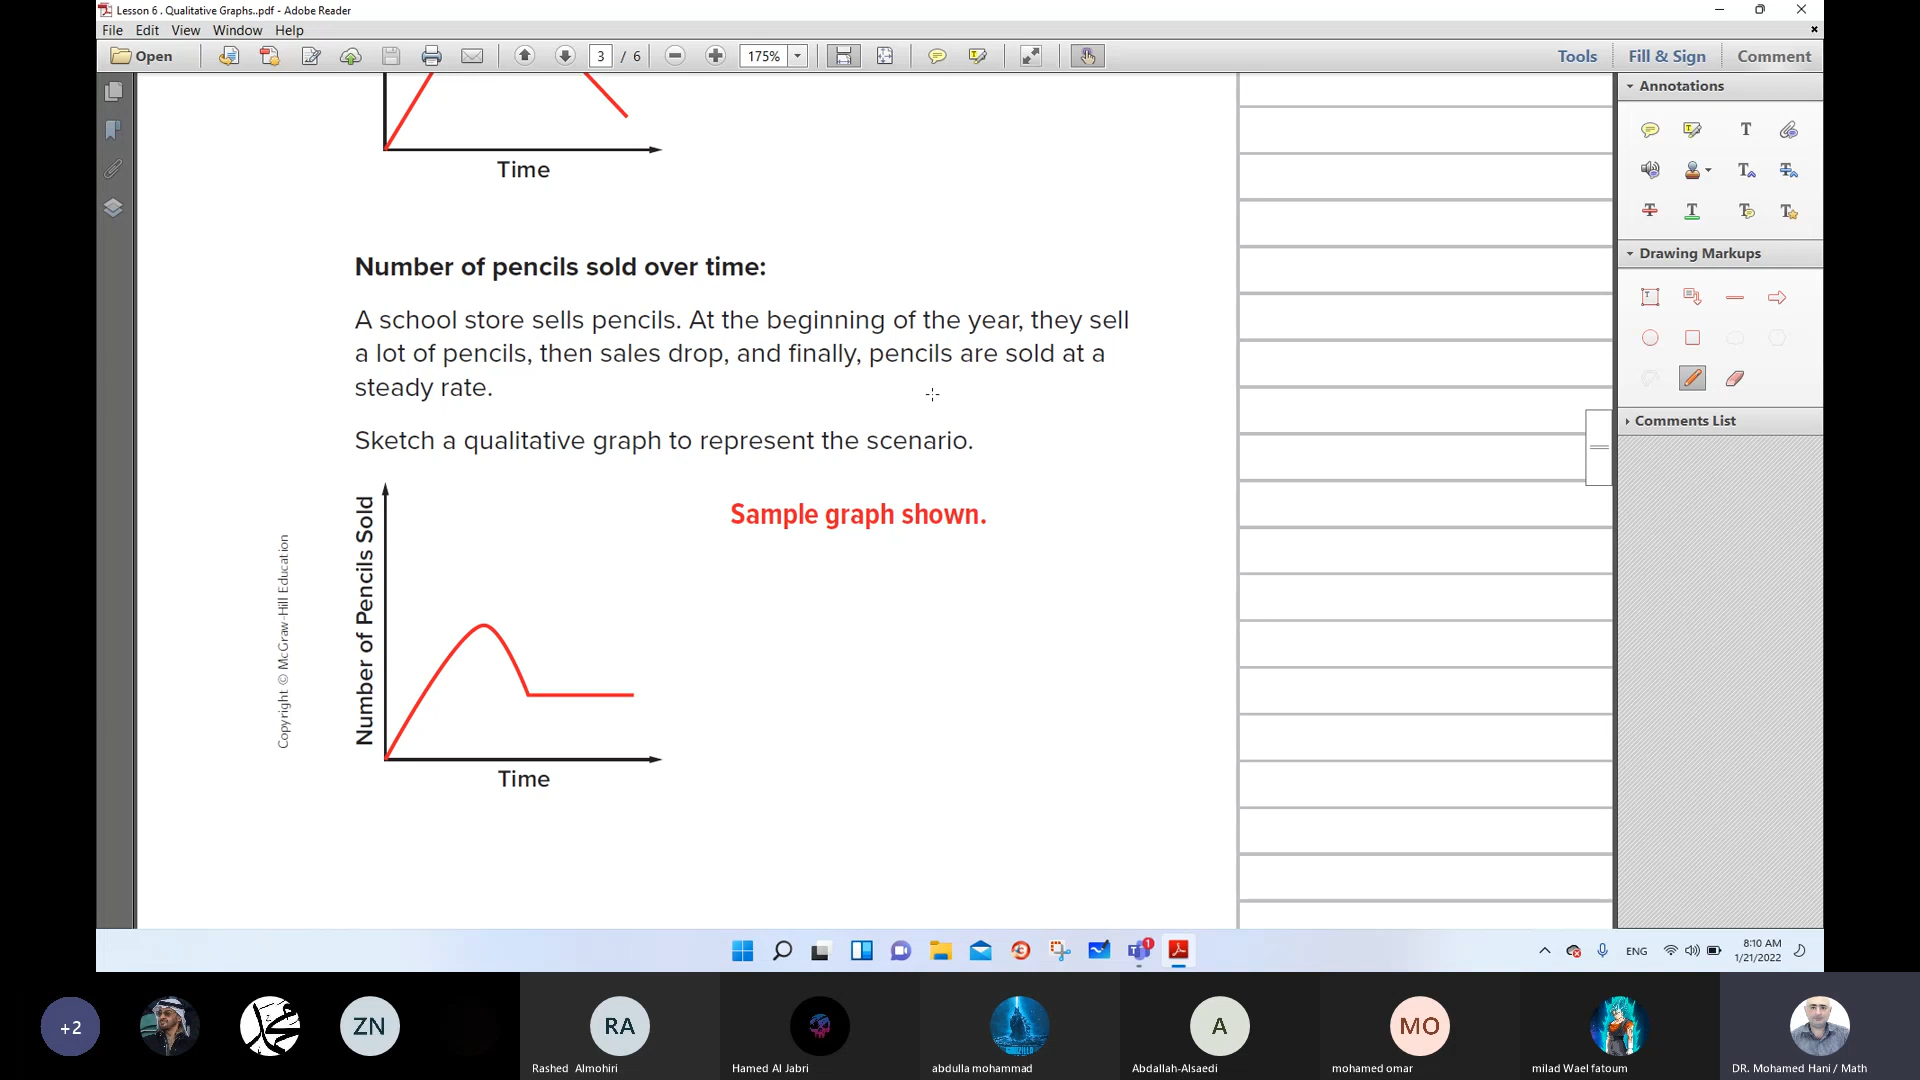 Lesson 6 . Qualitative Graphs..pdf - Adobe Reader
File Edit View Window Help
Open 3 / 6 175% Tools Fill & Sign Comment
Annotations
Drawing Markups
Comments List
Time
Number of pencils sold over time:
A school store sells pencils. At the beginning of the year, they sell
a lot of pencils, then sales drop, and finally, pencils are sold at a
steady rate.
Sketch a qualitative graph to represent the scenario.
Sample graph shown.
Number of Pencils Sold
Time
Copyright © McGraw-Hill Education
1
ENG
8:10 AM
1/21/2022
+2
ZN
RA
A
MO
Rashed Almohiri
Hamed Al Jabri
abdulla mohammad
Abdallah-Alsaedi
mohamed omar
milad Wael fatoum
DR. Mohamed Hani / Math